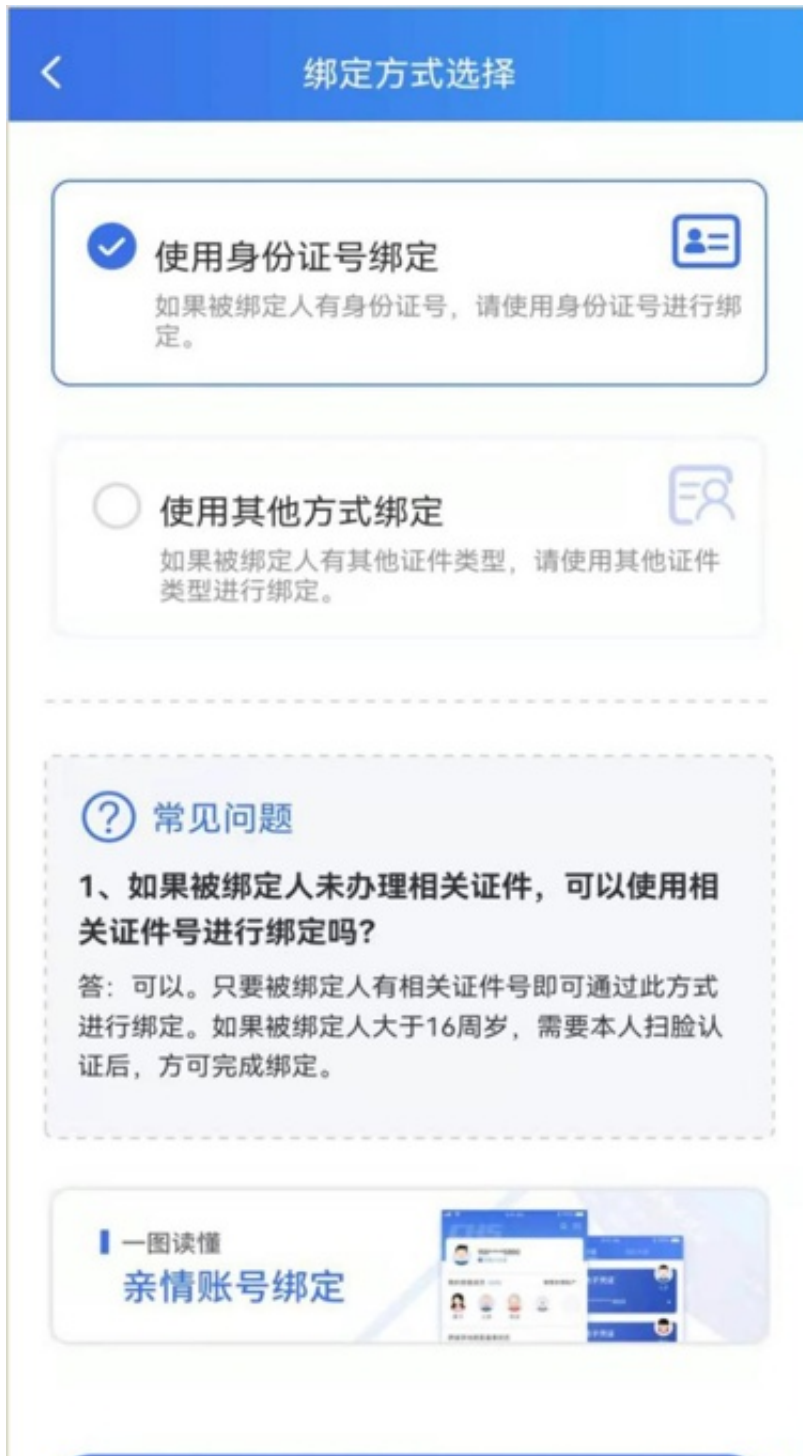 绑定方式选择
使用身份证号绑定
如果被绑定人有身份证号，请使用身份证号进行绑
定。
使用其他方式绑定
如果被绑定人有其他证件类型，请使用其他证件
类型进行绑定。
常见问题
1、如果被绑定人未办理相关证件，可以使用相
关证件号进行绑定吗?
答：可以。只要被绑定人有相关证件号即可通过此方式
进行绑定。如果被绑定人大于16周岁，需要本人扫脸认
证后，方可完成绑定。
一图读懂
亲情账号绑定